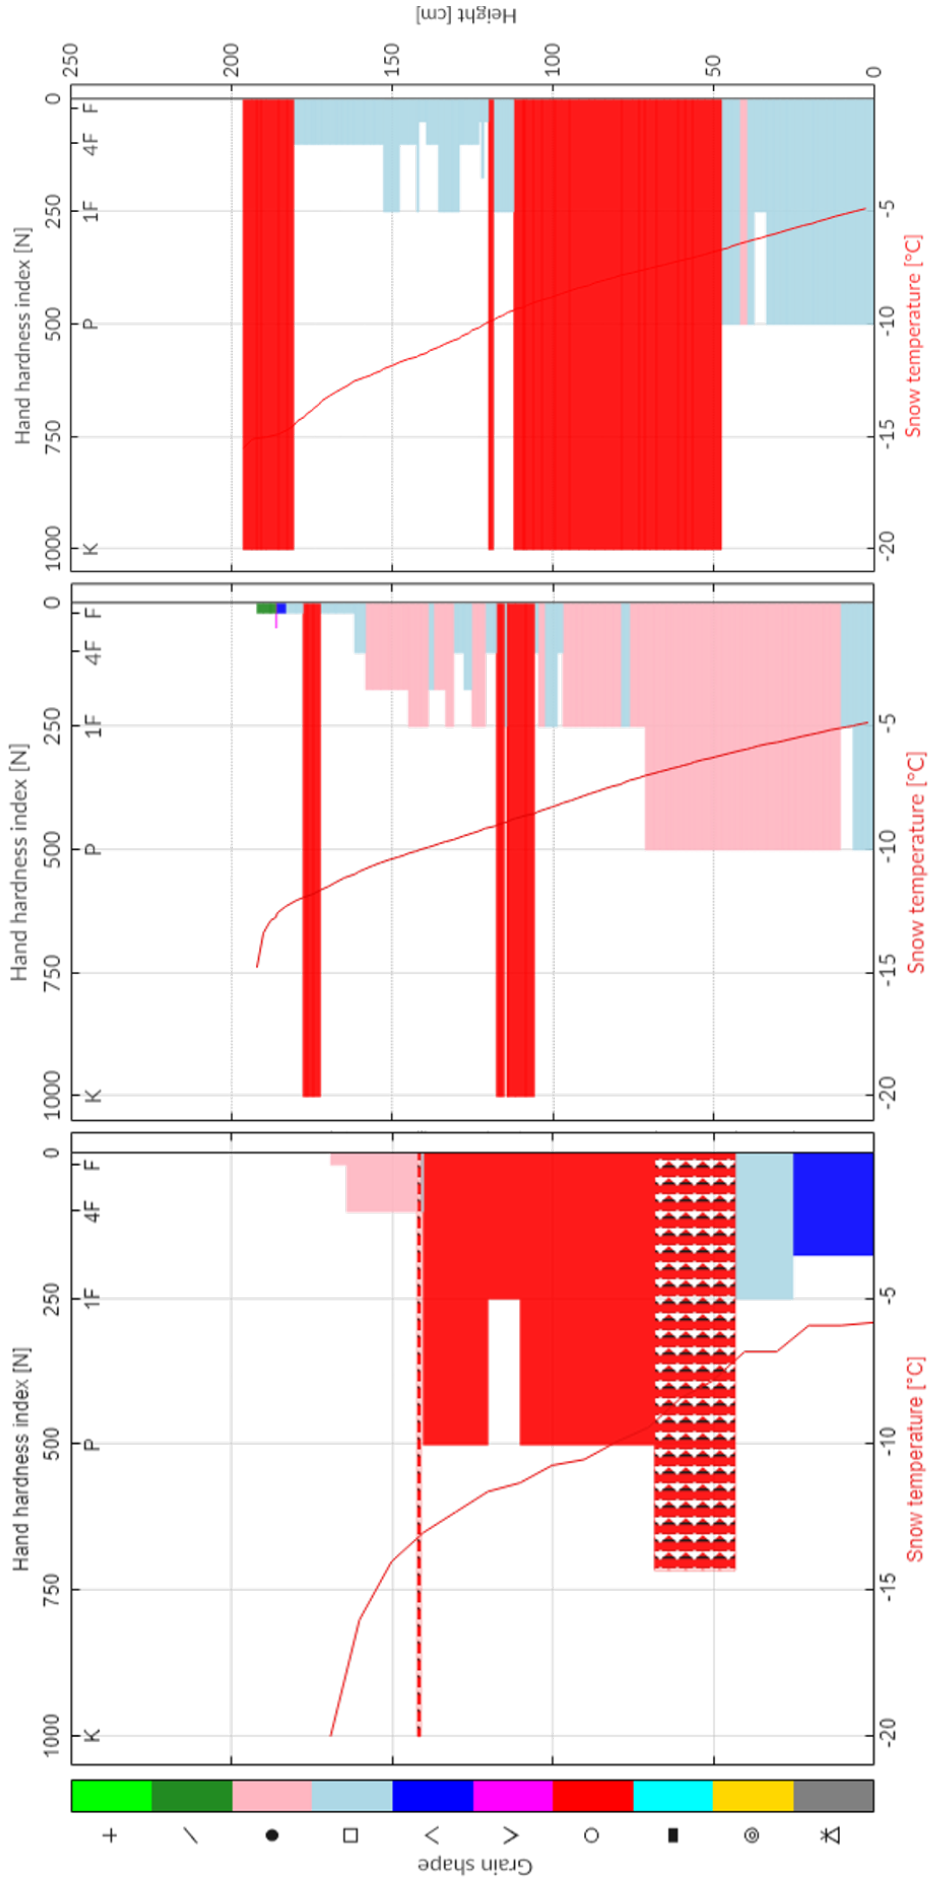 Grain shape
Hand hardness index [N]
1000 750 500 250 0
K P 1F 4F F
-20 -15 -10 -5
Snow temperature [°C]
Hand hardness index [N]
1000 750 500 250 0
K P 1F 4F F
-20 -15 -10 -5
Snow temperature [°C]
Hand hardness index [N]
1000 750 500 250 0
K P 1F 4F F
-20 -15 -10 -5
Snow temperature [°C]
250
200
150
100
50
0
Height [cm]